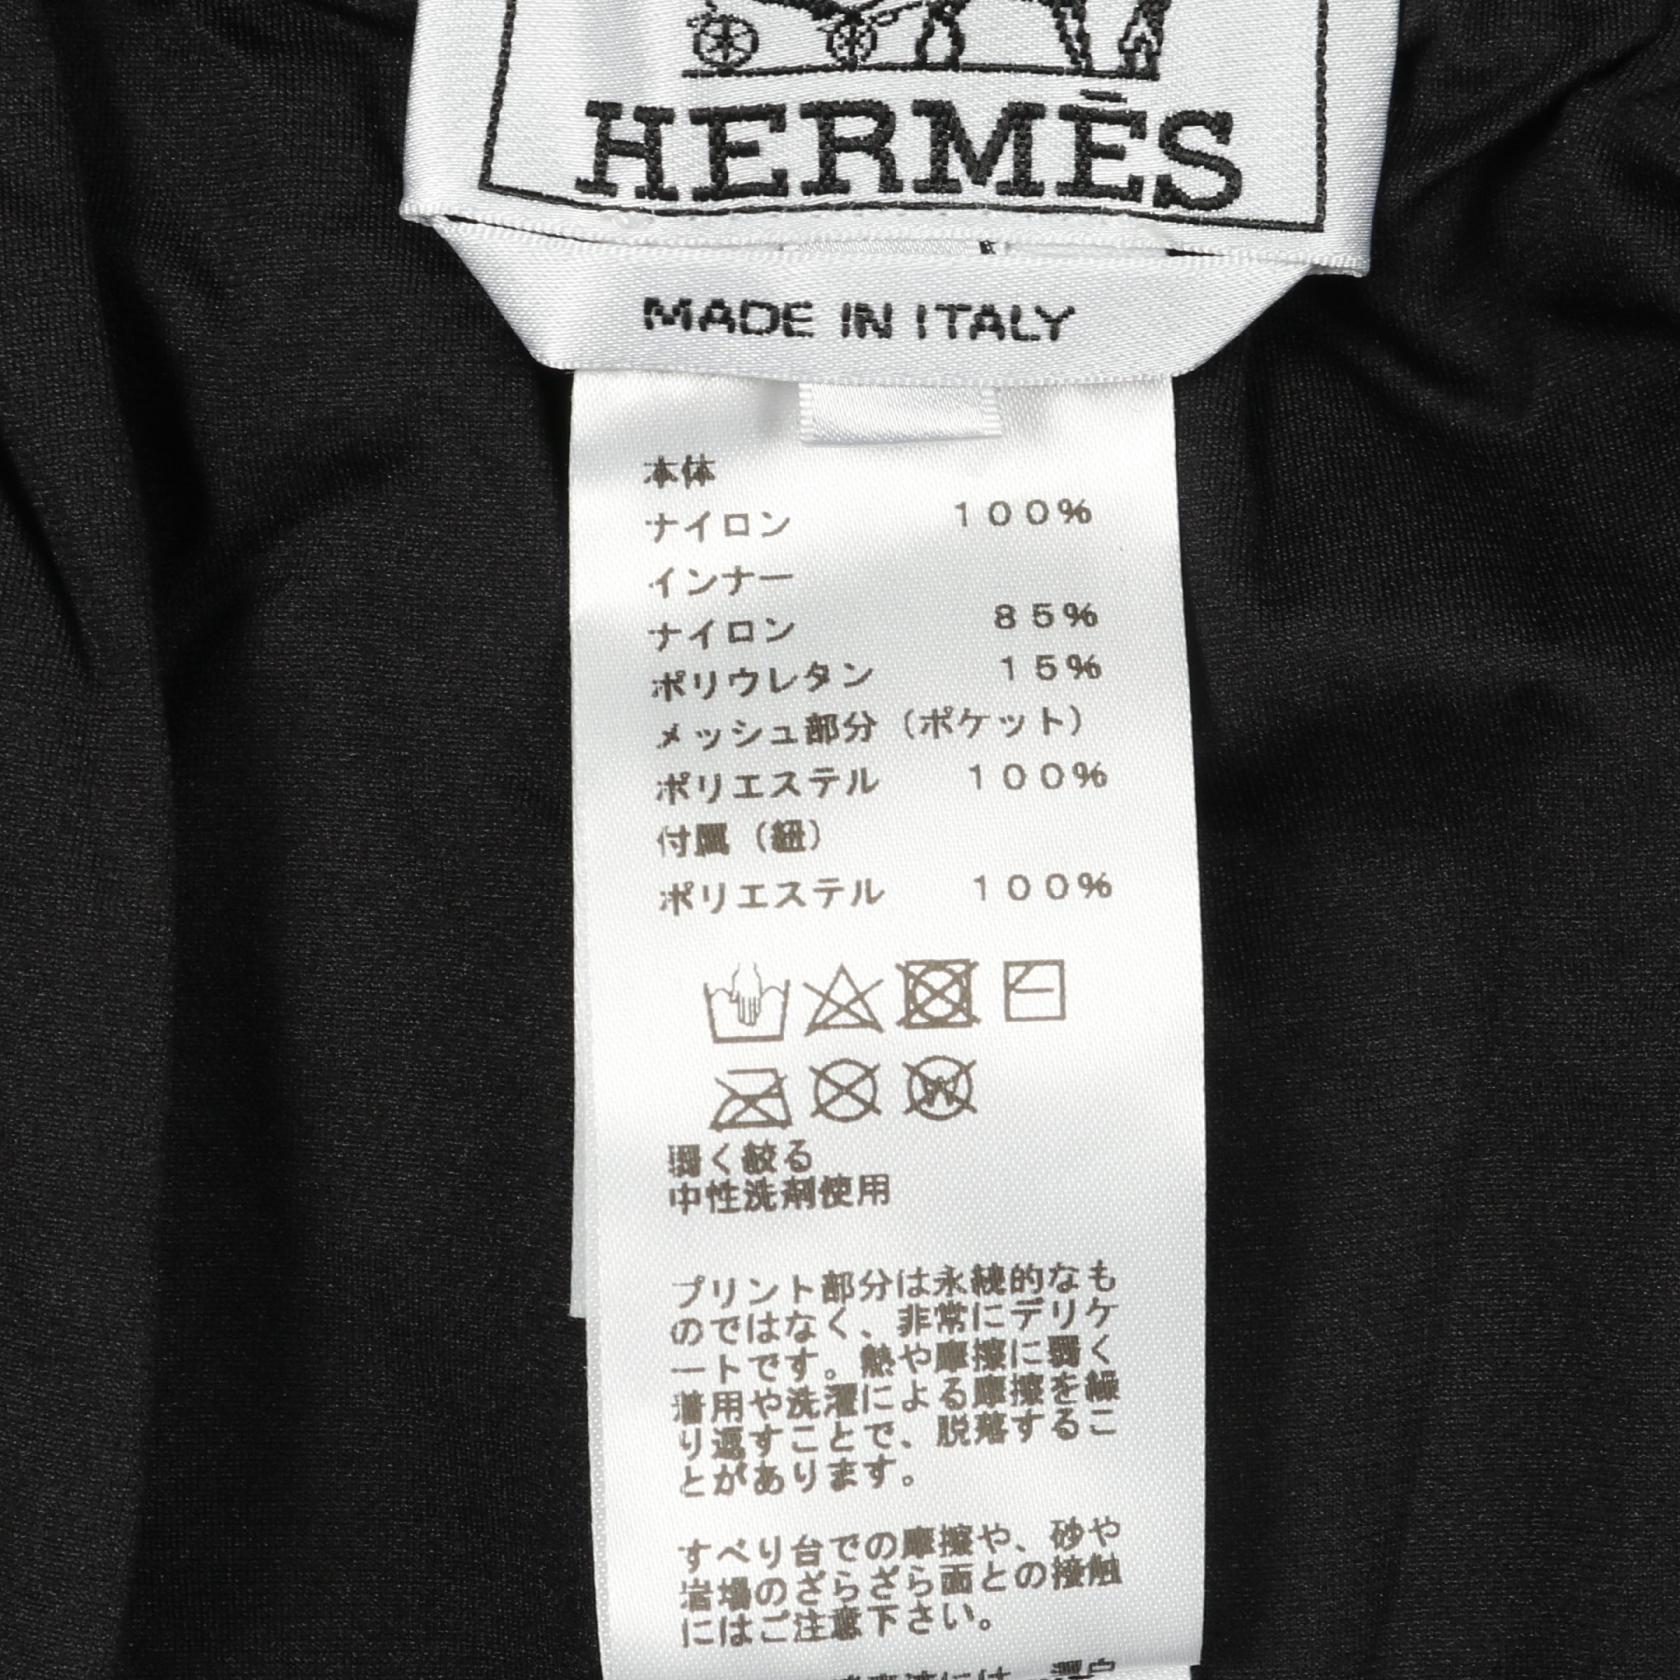 HERMÈS
MADE IN ITALY
本体
ナイロン 100%
インナー
ナイロン 85%
ポリウレタン 15%
メッシュ部分（ポケット）
ポリエステル 100%
付属（紐）
ポリエステル 100%
W
弱く絞る
中性洗剤使用
プリント部分は永続的なも
のではなく、非常にデリケ
ートです。熱や摩擦に弱く
着用や洗濯による摩擦を繰
り返すことで、脱落するこ
とがあります。
すべり台での摩擦や、砂や
岩場のざらざら面との接触
にはご注意下さい。